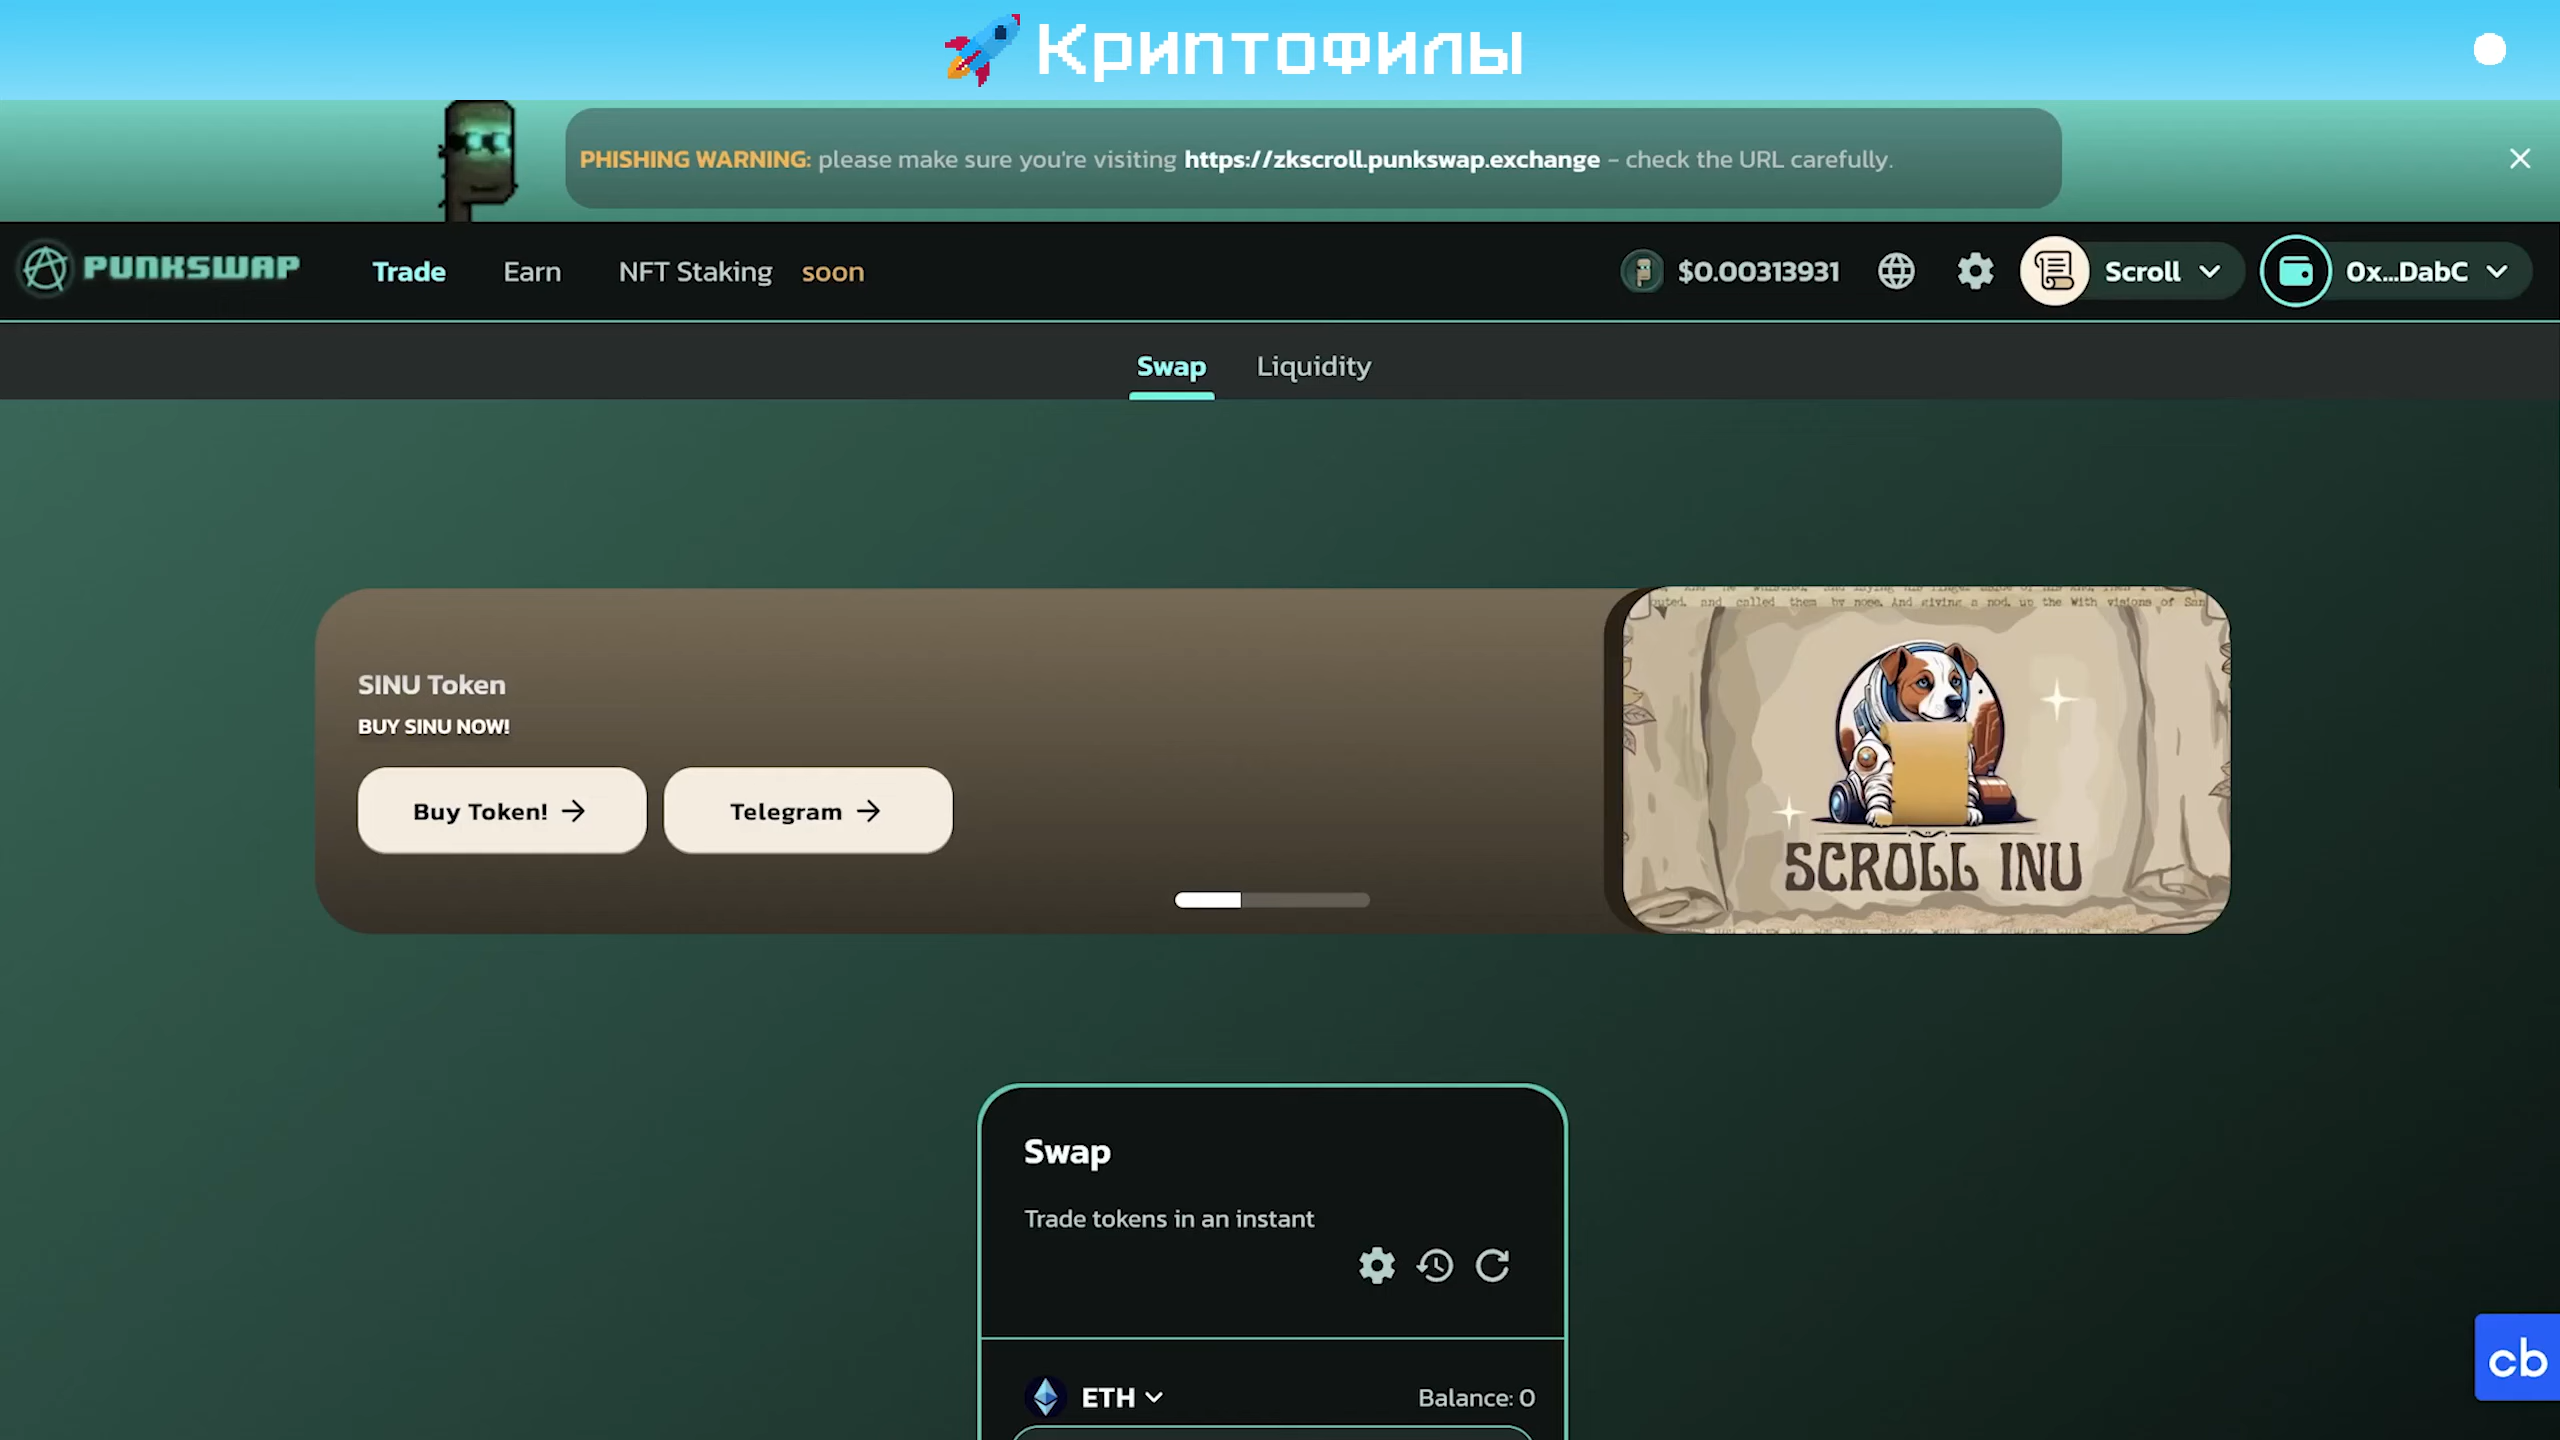 Криптофилы
PHISHING WARNING: please make sure you're visiting https://zkscroll.punkswap.exchange - check the URL carefully.
PUNKSWAP
Trade
Earn
NFT Staking
soon
$0.00313931
Scroll
0x...DabC
Swap
Liquidity
SINU Token
BUY SINU NOW!
Buy Token!
Telegram
SCROLL INU
Swap
Trade tokens in an instant
ETH
Balance: 0
cb